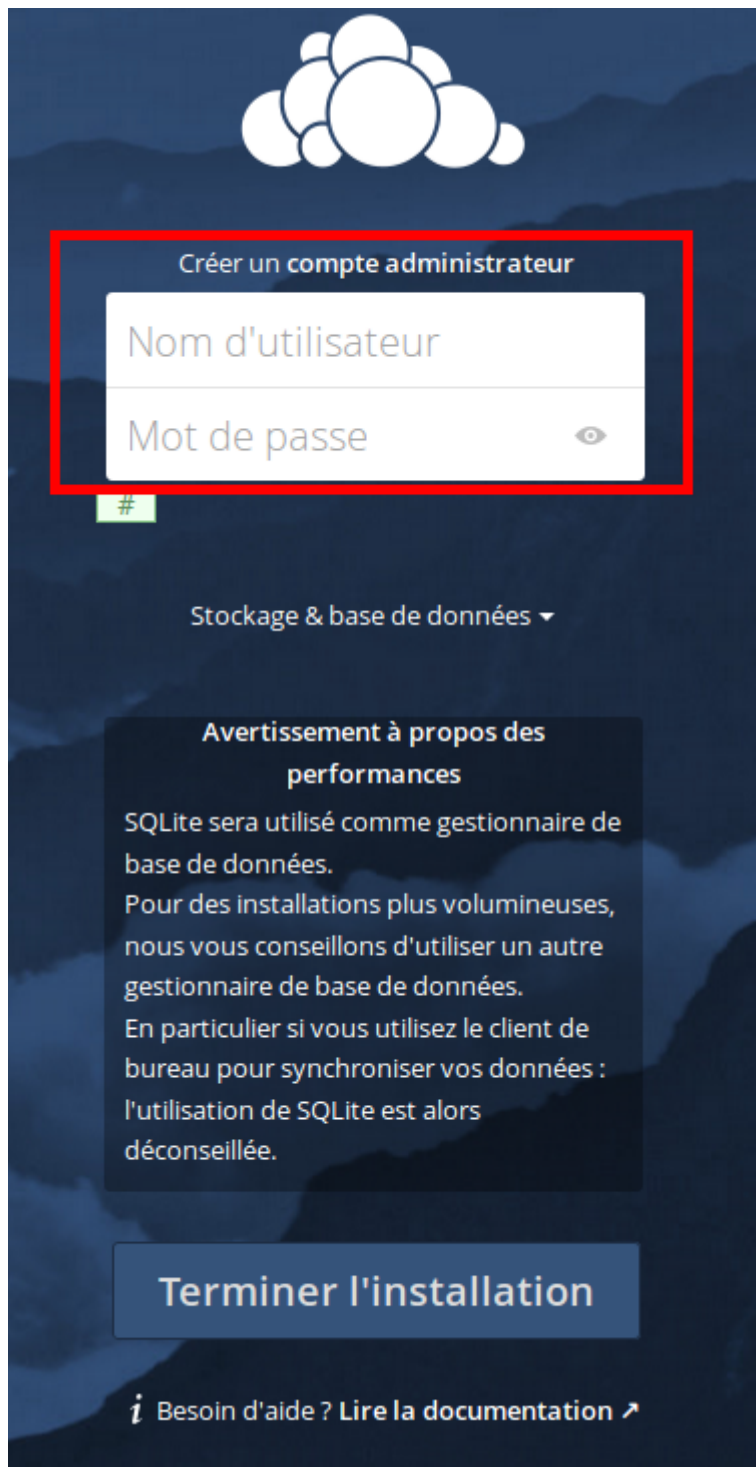 Créer un compte administrateur
Nom d'utilisateur
Mot de passe
#
Stockage & base de données
Avertissement à propos des
performances
SQLite sera utilisé comme gestionnaire de
base de données.
Pour des installations plus volumineuses,
nous vous conseillons d'utiliser un autre
gestionnaire de base de données.
En particulier si vous utilisez le client de
bureau pour synchroniser vos données :
l'utilisation de SQLite est alors
déconseillée.
Terminer l'installation
i Besoin d'aide ? Lire la documentation ↗